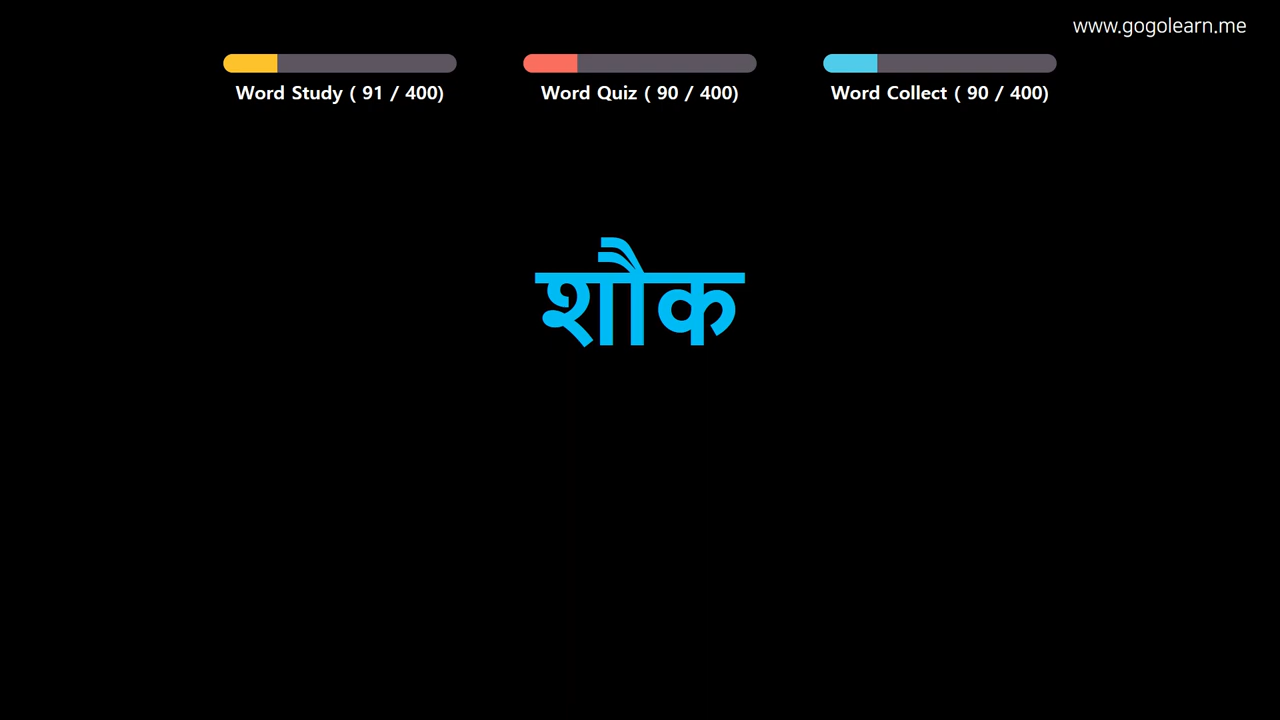 www.gogolearn.me
Word Study ( 91 / 400)
Word Quiz ( 90 / 400)
Word Collect ( 90 / 400)
शौक